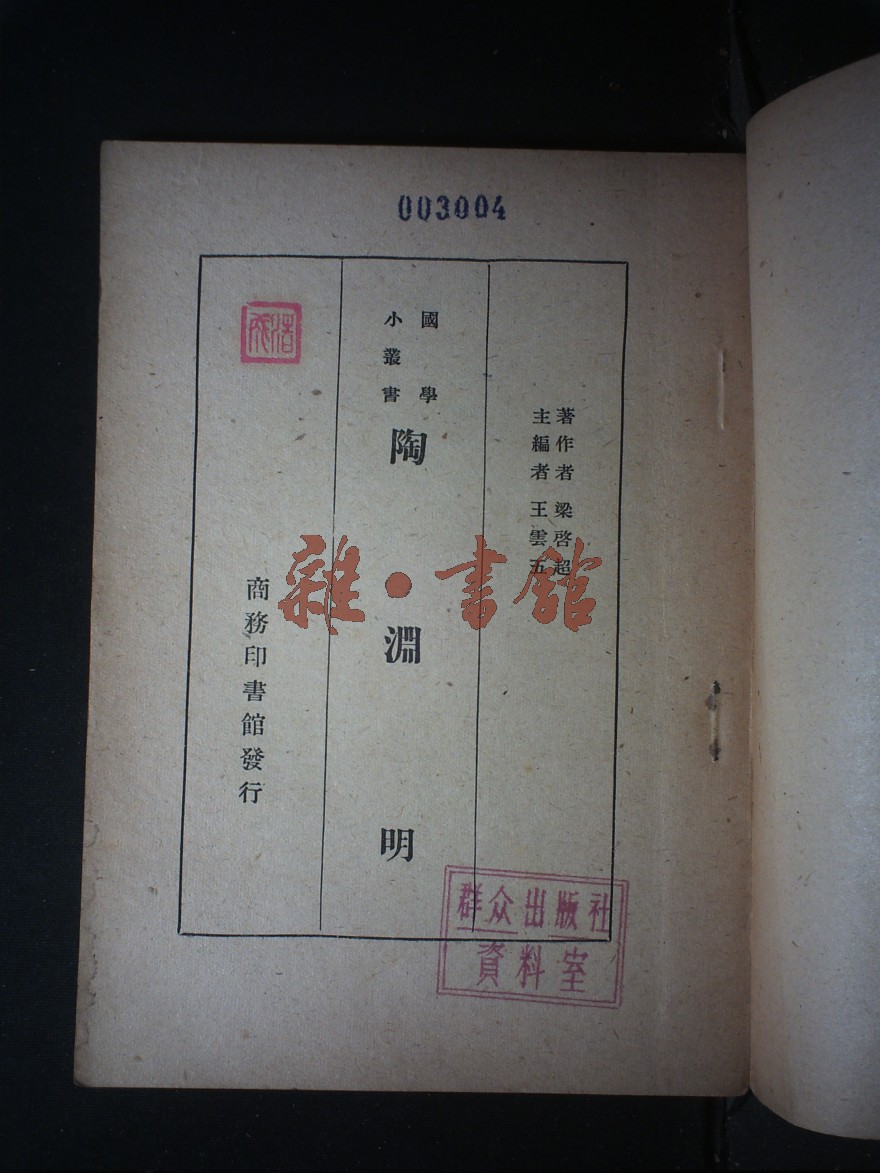 003004
著作者 梁啓超
主編者 王雲五
國學
小叢書
陶淵明
商務印書館發行
雜·書館
群众出版社
資料室